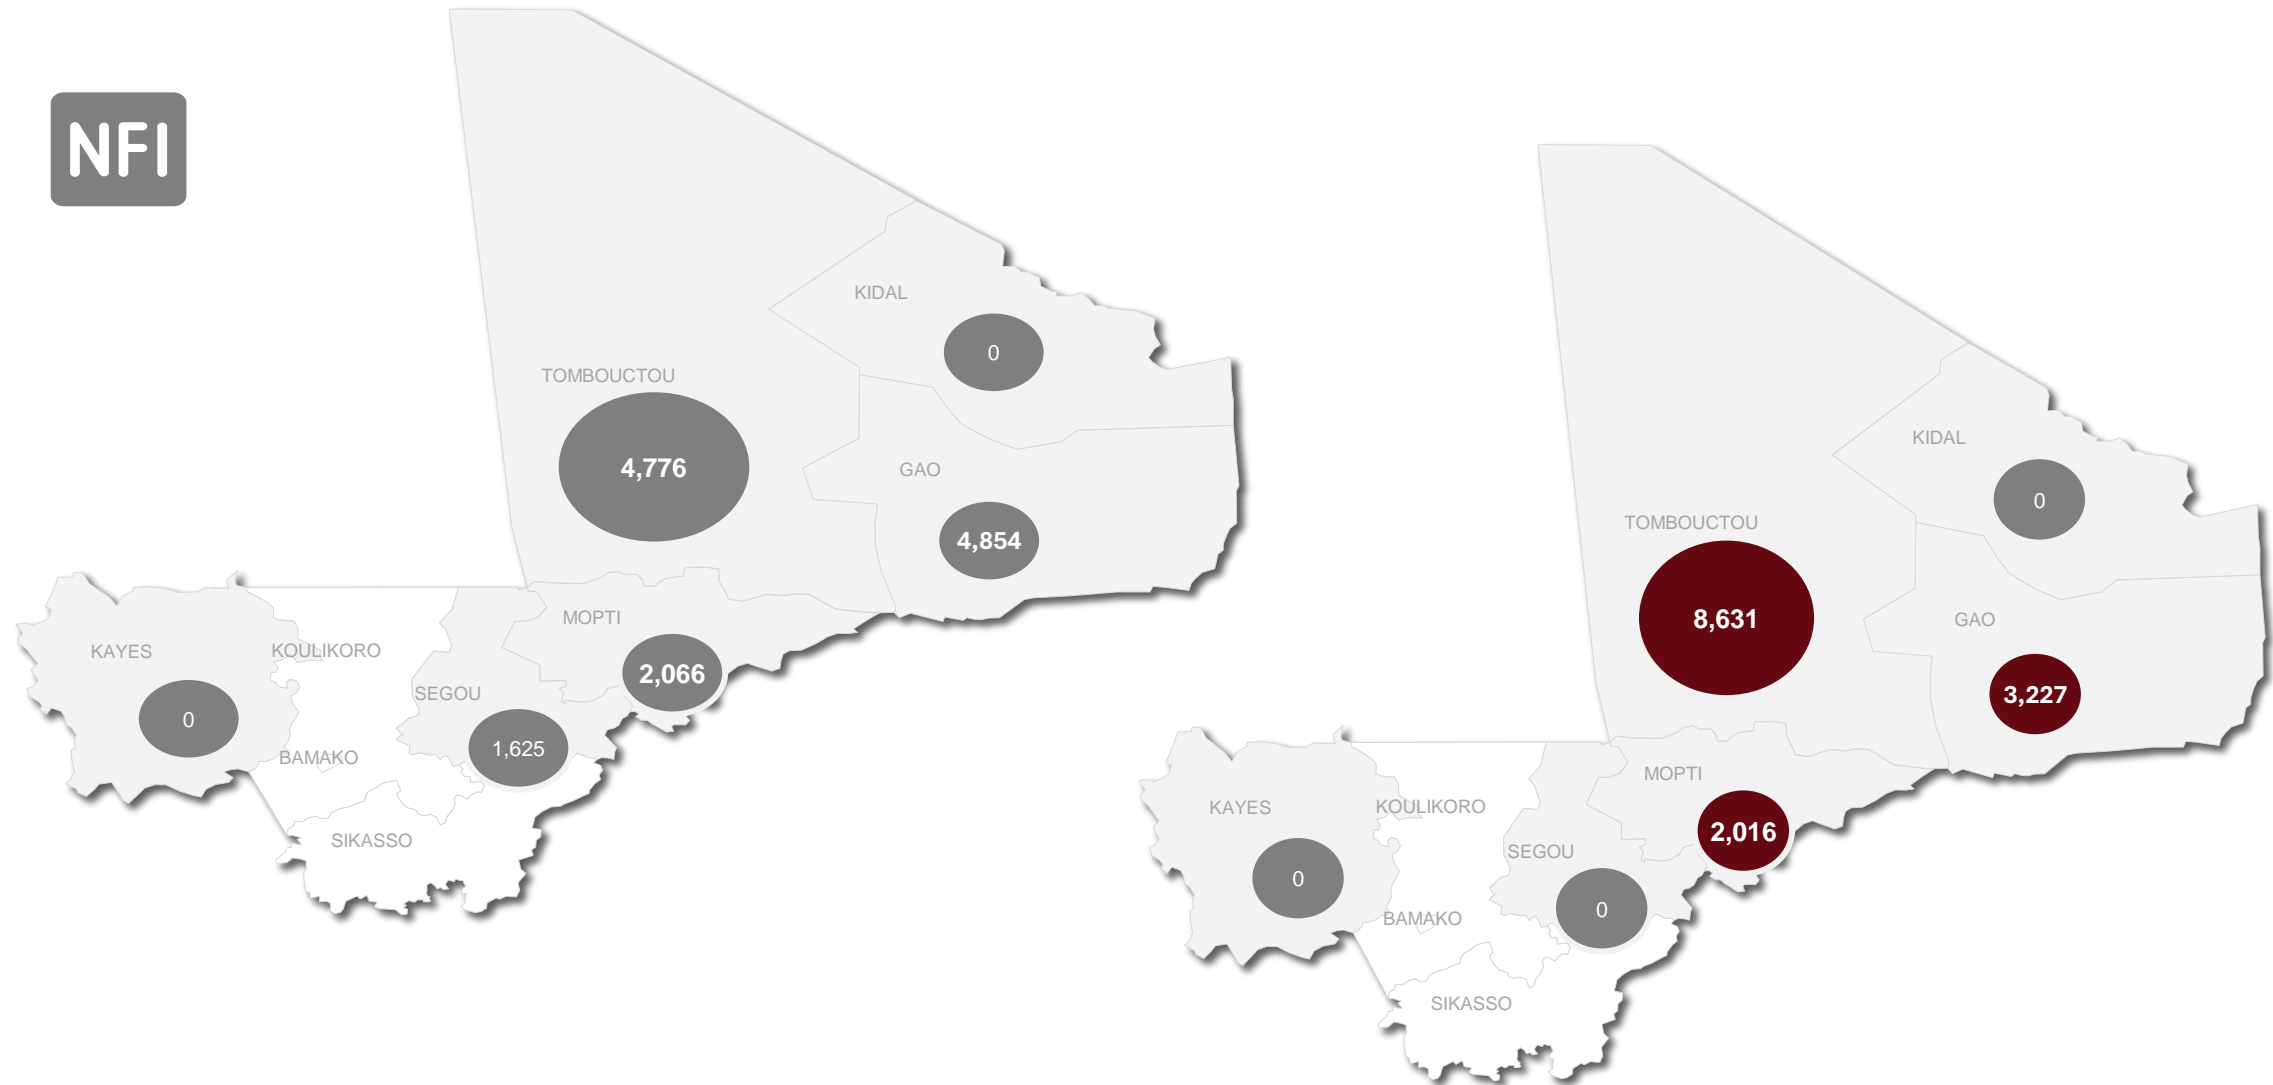 NFI
KIDAL
0
TOMBOUCTOU
4,776
GAO
4,854
MOPTI
2,066
KAYES
0
KOULIKORO
SEGOU
1,625
BAMAKO
SIKASSO
KIDAL
0
TOMBOUCTOU
8,631
GAO
3,227
MOPTI
2,016
KAYES
0
KOULIKORO
SEGOU
0
BAMAKO
SIKASSO